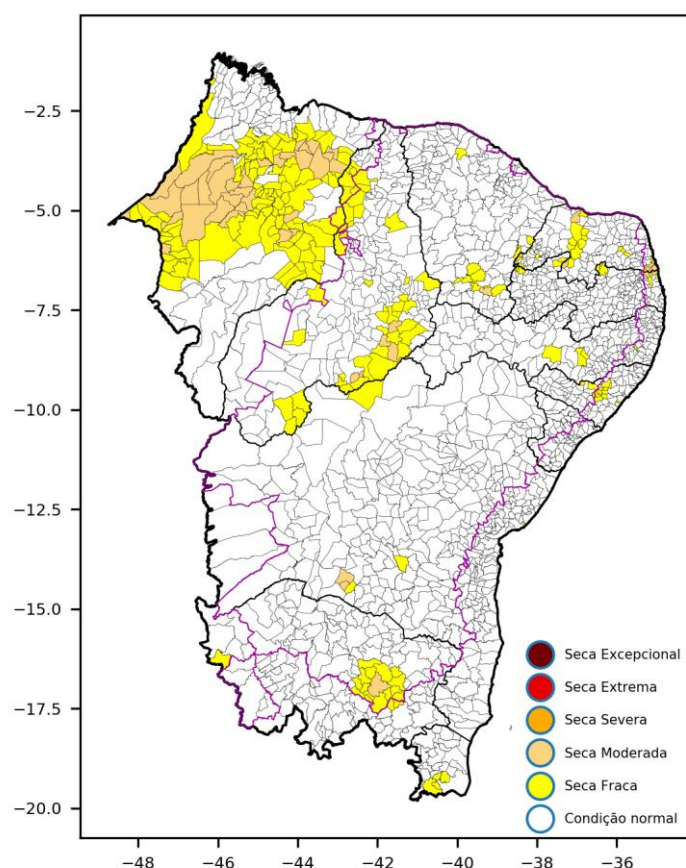 −2.5
−5.0
−7.5
−10.0
−12.5
−15.0
−17.5
−20.0
Seca Excepcional
Seca Extrema
Seca Severa
Seca Moderada
Seca Fraca
Condição normal
−48 −46 −44 −42 −40 −38 −36